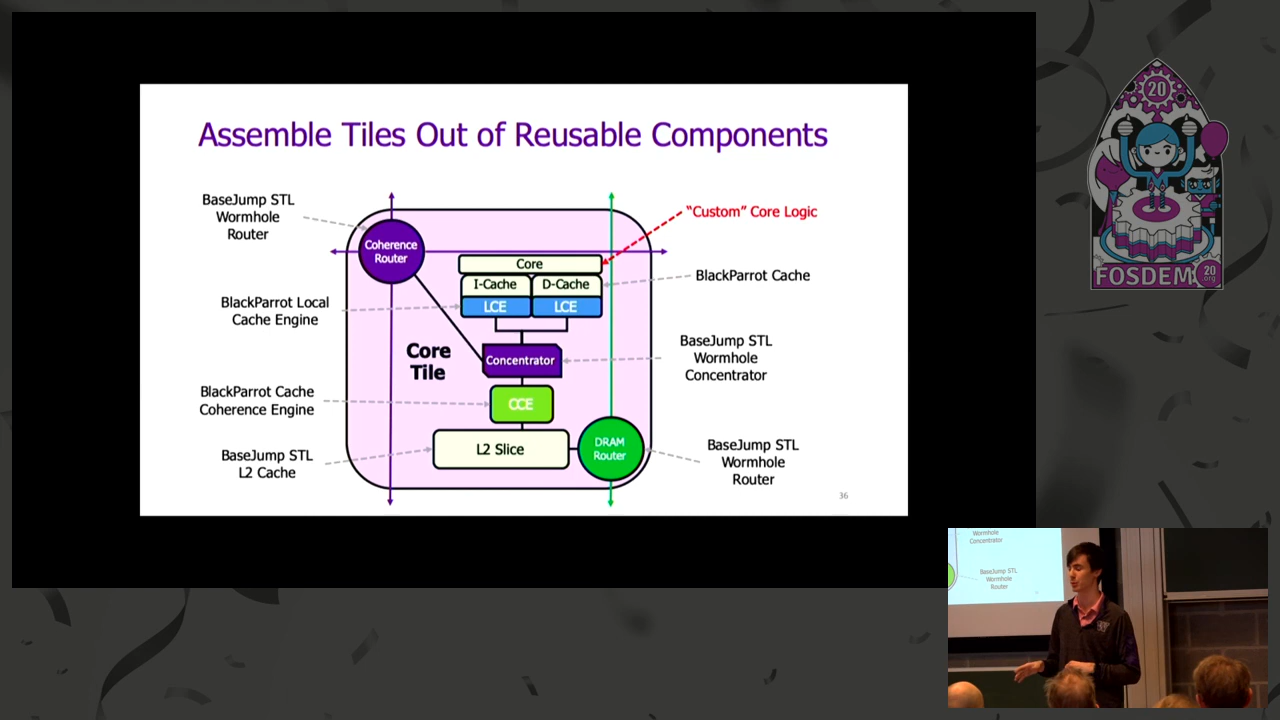 Assemble Tiles Out of Reusable Components
BaseJump STL
Wormhole
Router
Coherence
Router
"Custom" Core Logic
Core
I-Cache
D-Cache
LCE
LCE
BlackParrot Cache
BlackParrot Local
Cache Engine
Core
Tile
Concentrator
BaseJump STL
Wormhole
Concentrator
BlackParrot Cache
Coherence Engine
CCE
BaseJump STL
L2 Cache
L2 Slice
DRAM
Router
BaseJump STL
Wormhole
Router
36
20
FOSDEM
20
.org
Wormhole
Concentrator
BaseJump STL
Wormhole
Router
W